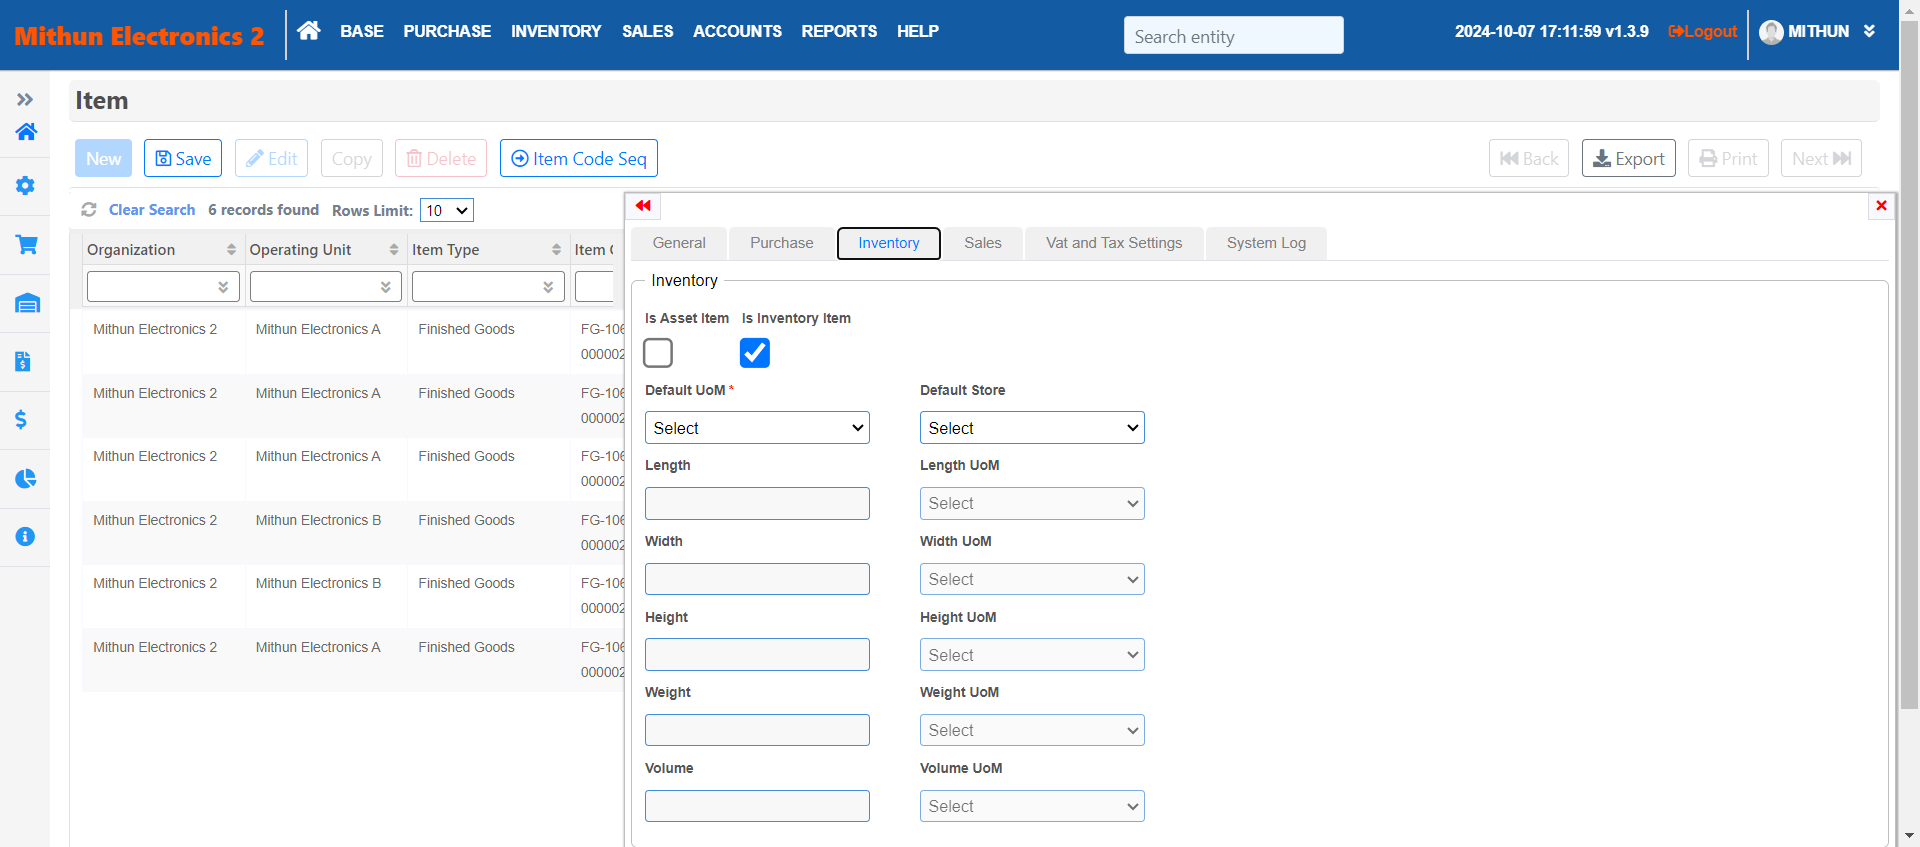 Mithun Electronics 2
BASE PURCHASE INVENTORY SALES ACCOUNTS REPORTS HELP
Search entity
2024-10-07 17:11:59 v1.3.9
Logout
MITHUN
Item
New Save Edit Copy Delete Item Code Seq
Back Export Print Next
Clear Search 6 records found Rows Limit: 10
Organization Operating Unit Item Type Item
Mithun Electronics 2 Mithun Electronics A Finished Goods FG-106
000002
Mithun Electronics 2 Mithun Electronics A Finished Goods FG-106
000002
Mithun Electronics 2 Mithun Electronics A Finished Goods FG-106
000002
Mithun Electronics 2 Mithun Electronics B Finished Goods FG-106
000002
Mithun Electronics 2 Mithun Electronics B Finished Goods FG-106
000002
Mithun Electronics 2 Mithun Electronics A Finished Goods FG-106
000002
General Purchase Inventory Sales Vat and Tax Settings System Log
Inventory
Is Asset Item Is Inventory Item
Default UoM * Default Store
Select Select
Length Length UoM
Select
Width Width UoM
Select
Height Height UoM
Select
Weight Weight UoM
Select
Volume Volume UoM
Select